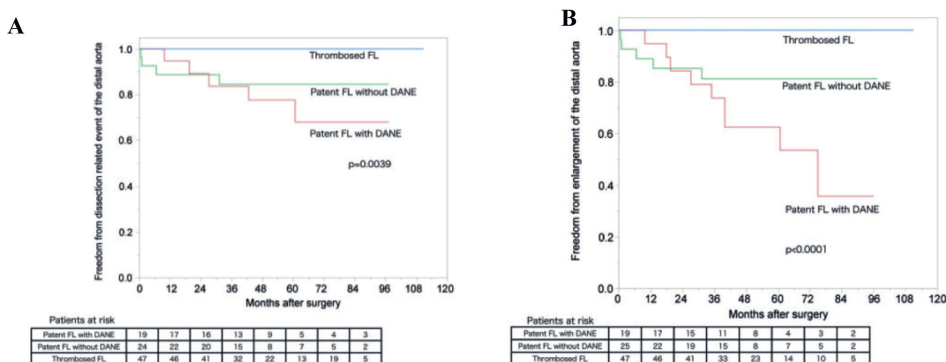 A
Freedom from dissection related event of the distal aorta
1.0
0.8
0.6
0.4
0.2
0.0
Thrombosed FL
Patent FL without DANE
Patent FL with DANE
p=0.0039
0 12 24 36 48 60 72 84 96 108 120
Months after surgery
Patients at risk
Patent FL with DANE 19 17 16 13 9 5 4 3
Patent FL without DANE 24 22 20 15 8 7 5 2
Thrombosed FL 47 46 41 32 22 13 19 5
B
Freedom from enlargement of the distal aorta
1.0
0.8
0.6
0.4
0.2
0.0
Thrombosed FL
Patent FL without DANE
Patent FL with DANE
p<0.0001
0 12 24 36 48 60 72 84 96 108 120
Months after surgery
Patients at risk
Patent FL with DANE 19 17 15 11 8 4 3 2
Patent FL without DANE 25 22 19 15 8 7 5 2
Thrombosed FL 47 46 41 33 23 14 10 5